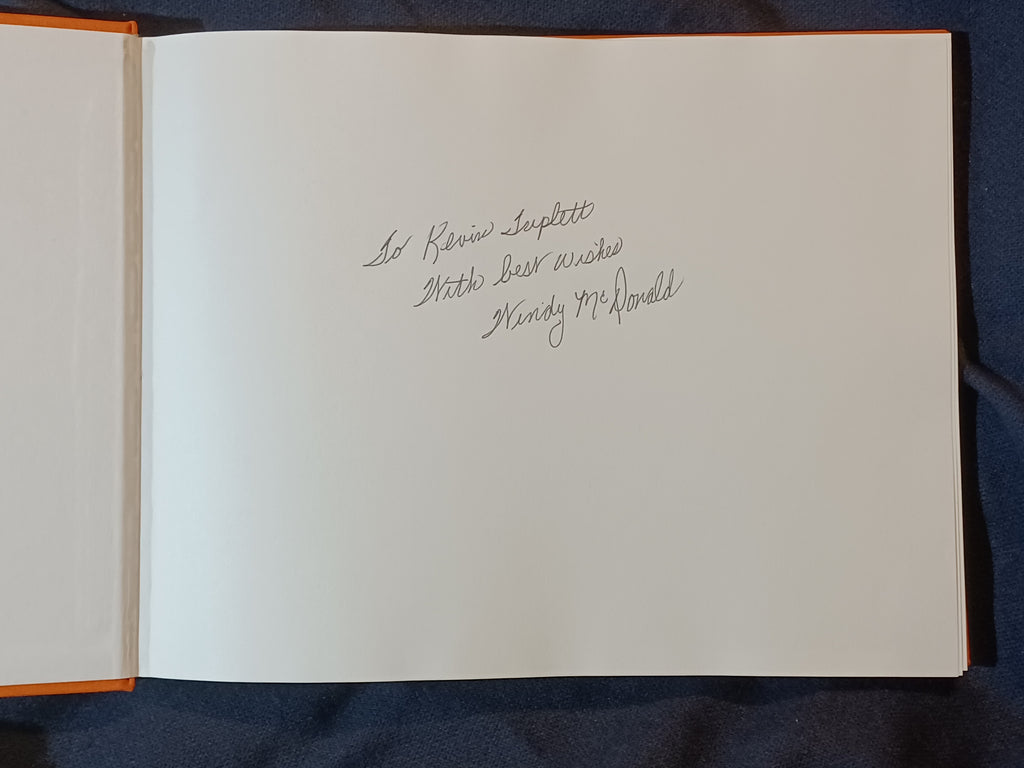 To Kevin Triplett
With best wishes
Windy McDonald